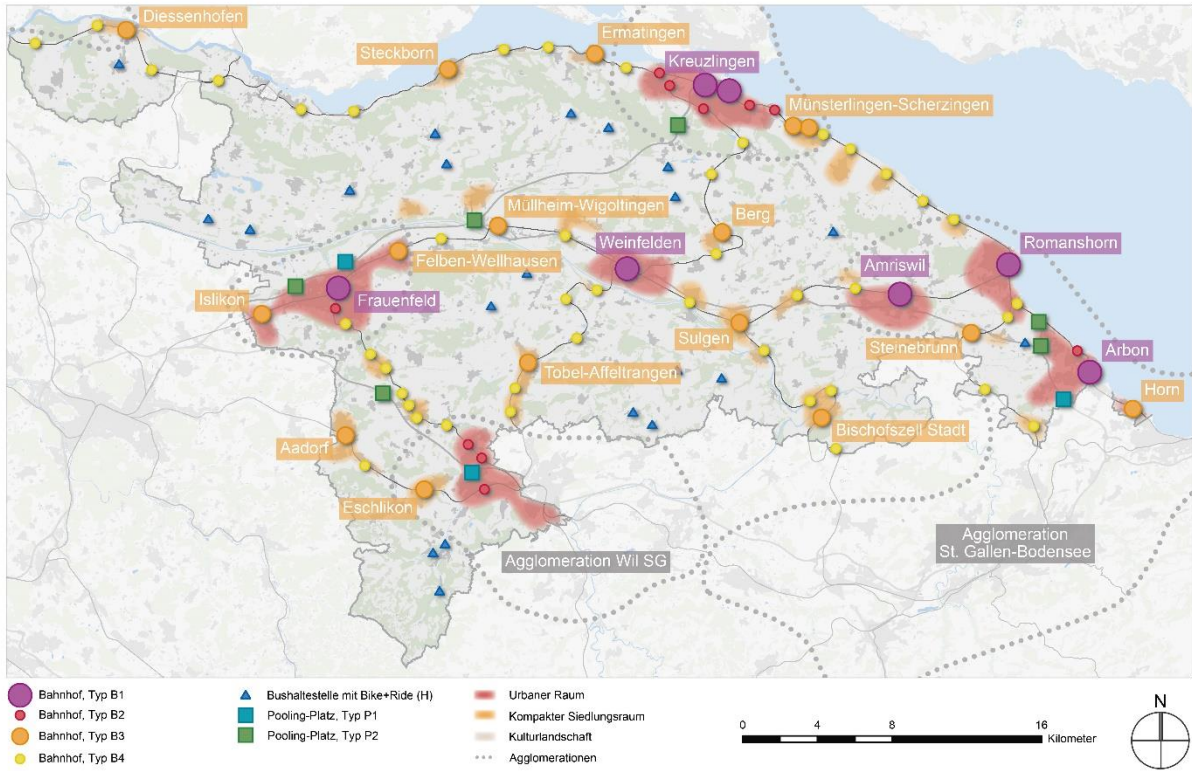 Diessenhofen
Steckborn
Ermatingen
Kreuzlingen
Münsterlingen-Scherzingen
Müllheim-Wigoltingen
Berg
Weinfelden
Romanshorn
Felben-Wellhausen
Amriswil
Islikon
Frauenfeld
Sulgen
Steinebrunn
Arbon
Tobel-Affeltrangen
Horn
Aadorf
Bischofszell Stadt
Eschlikon
Agglomeration Wil SG
Agglomeration
St. Gallen-Bodensee
Bahnhof, Typ B1
Bahnhof, Typ B2
Bahnhof, Typ B3
Bahnhof, Typ B4
Bushaltestelle mit Bike+Ride (H)
Pooling-Platz, Typ P1
Pooling-Platz, Typ P2
Urbaner Raum
Kompakter Siedlungsraum
Kulturlandschaft
Agglomerationen
0 4 8 16
Kilometer
N